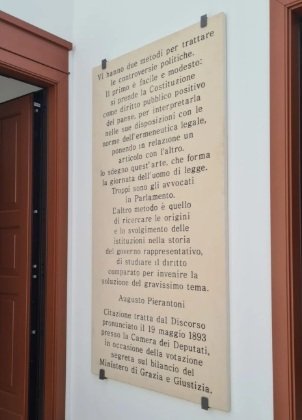 Vi hanno due metodi per trattare
le controversie politiche.
Il primo è facile e modesto:
si prende la Costituzione
come diritto pubblico positivo
del paese, per interpretarla
nelle sue disposizioni con le
norme dell'ermeneutica legale,
ponendo in relazione un
articolo con l'altro.
Io sdegno quest'arte, che forma
la giornata dell'uomo di legge.
Troppi sono gli avvocati
in Parlamento.
L'altro metodo è quello
di ricercare le origini
e lo svolgimento delle
istituzioni nella storia
del governo rappresentativo,
di studiare il diritto
comparato per invenire la
soluzione del gravissimo tema.
Augusto Pierantoni
Citazione tratta dal Discorso
pronunciato il 19 maggio 1893
presso la Camera dei Deputati,
in occasione della votazione
segreta sul bilancio del
Ministero di Grazia e Giustizia.